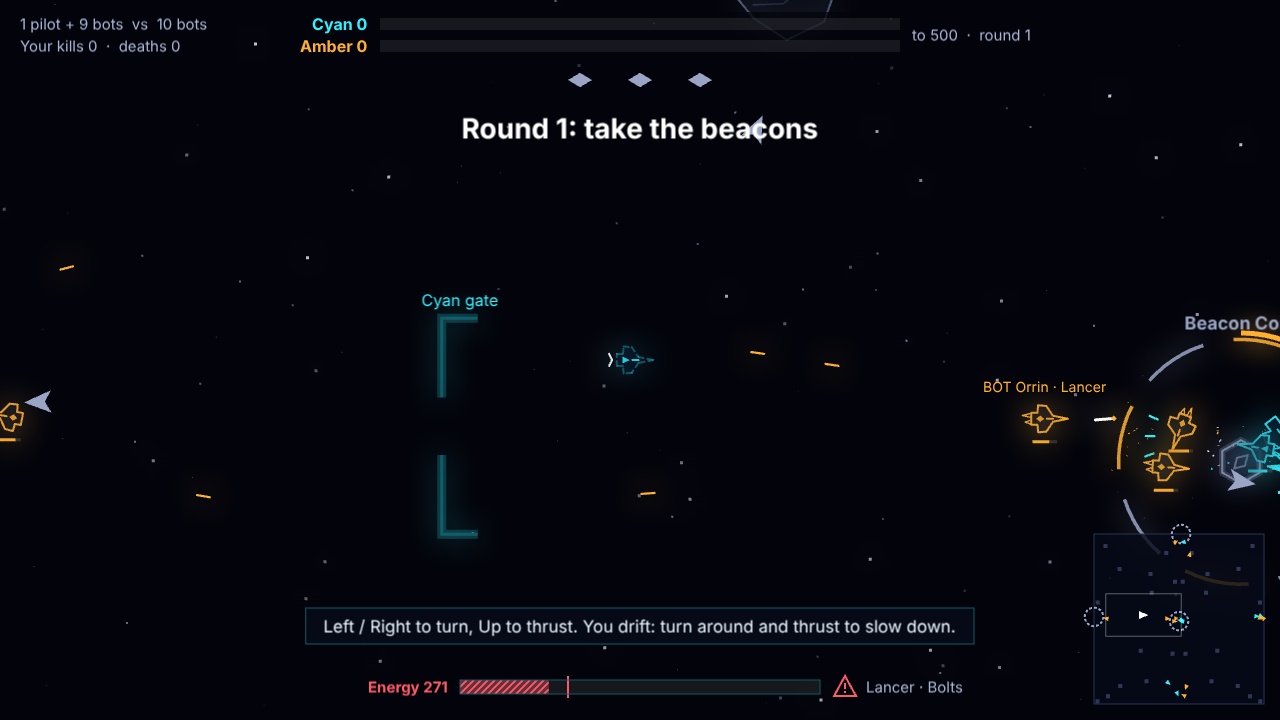 1 pilot + 9 bots vs 10 bots
Your kills 0 · deaths 0
Cyan 0
Amber 0
to 500 · round 1
Round 1: take the beacons
Cyan gate
Beacon Co
BOT Orrin · Lancer
Left / Right to turn, Up to thrust. You drift: turn around and thrust to slow down.
Energy 271
Lancer · Bolts